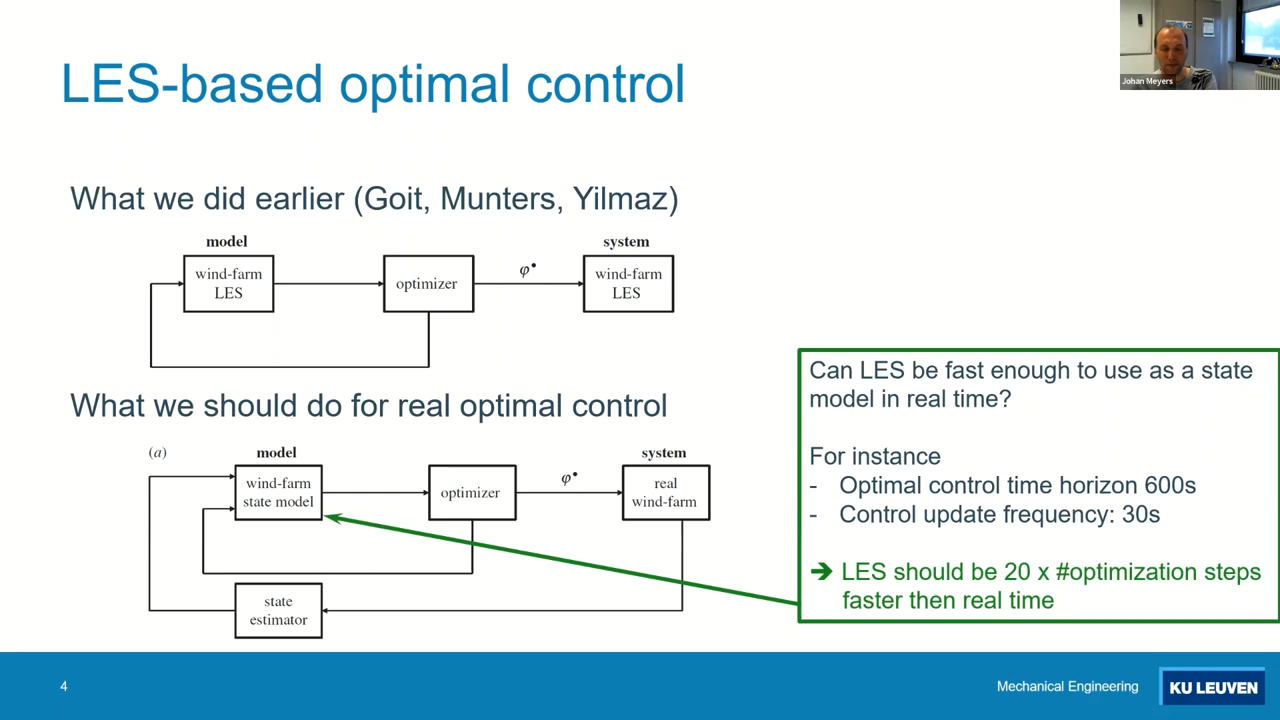 LES-based optimal control
Johan Meyers
What we did earlier (Goit, Munters, Yilmaz)
model
system
wind-farm
LES
optimizer
φ•
wind-farm
LES
What we should do for real optimal control
(a)
model
system
wind-farm
state model
optimizer
φ•
real
wind-farm
state
estimator
Can LES be fast enough to use as a state
model in real time?
For instance
- Optimal control time horizon 600s
- Control update frequency: 30s
➔ LES should be 20 x #optimization steps
faster then real time
4
Mechanical Engineering
KU LEUVEN